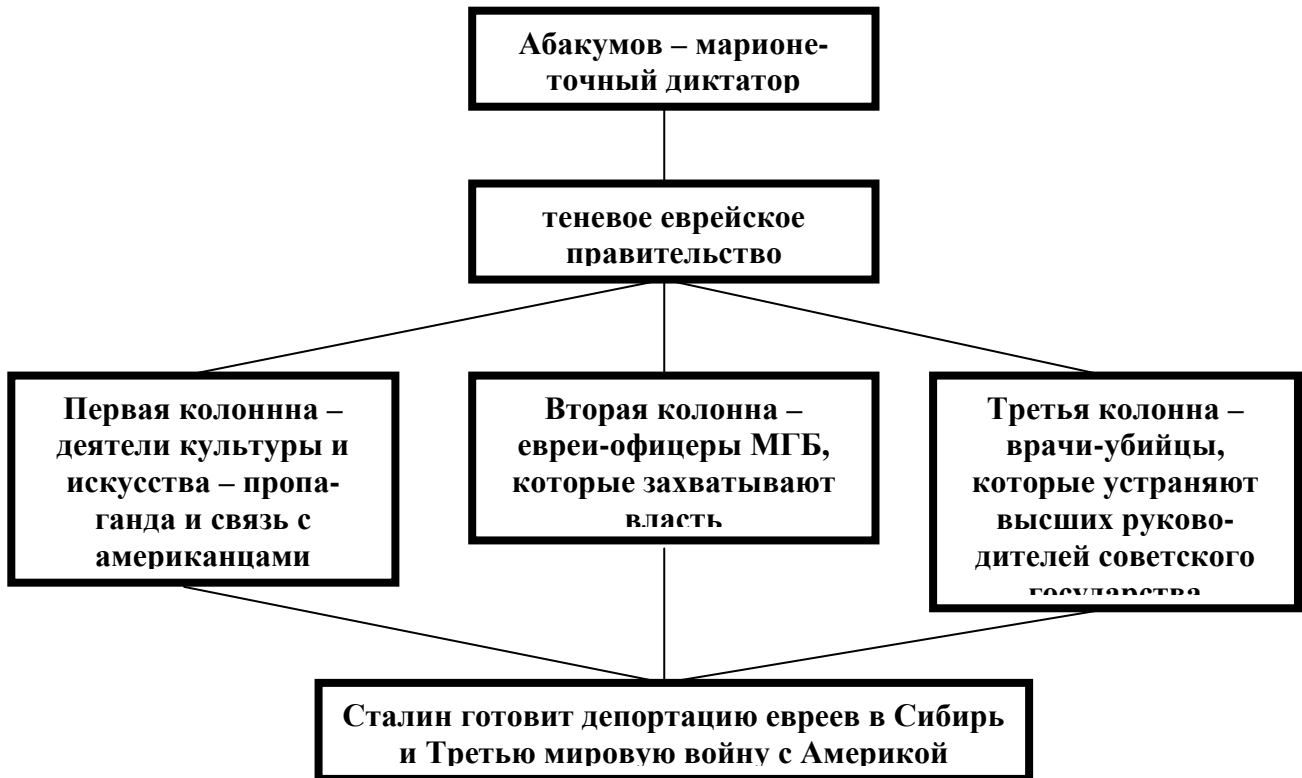 Абакумов – марионе-
точный диктатор
теневое еврейское
правительство
Первая колоннна –
деятели культуры и
искусства – пропа-
ганда и связь с
американцами
Вторая колонна –
евреи-офицеры МГБ,
которые захватывают
власть
Третья колонна –
врачи-убийцы,
которые устраняют
высших руково-
дителей советского
государства
Сталин готовит депортацию евреев в Сибирь
и Третью мировую войну с Америкой